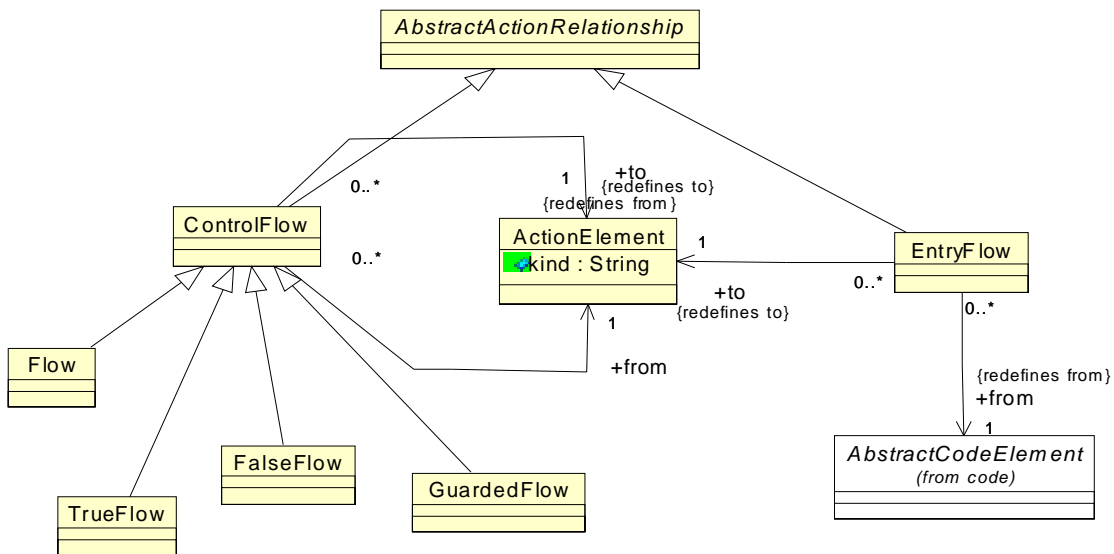 AbstractActionRelationship
0..*
1
+to
{redefines to}
{redefines from}
ControlFlow
ActionElement
kind : String
1
EntryFlow
0..*
0..*
+to
{redefines to}
0..*
1
+from
Flow
{redefines from}
+from
1
FalseFlow
AbstractCodeElement
(from code)
GuardedFlow
TrueFlow